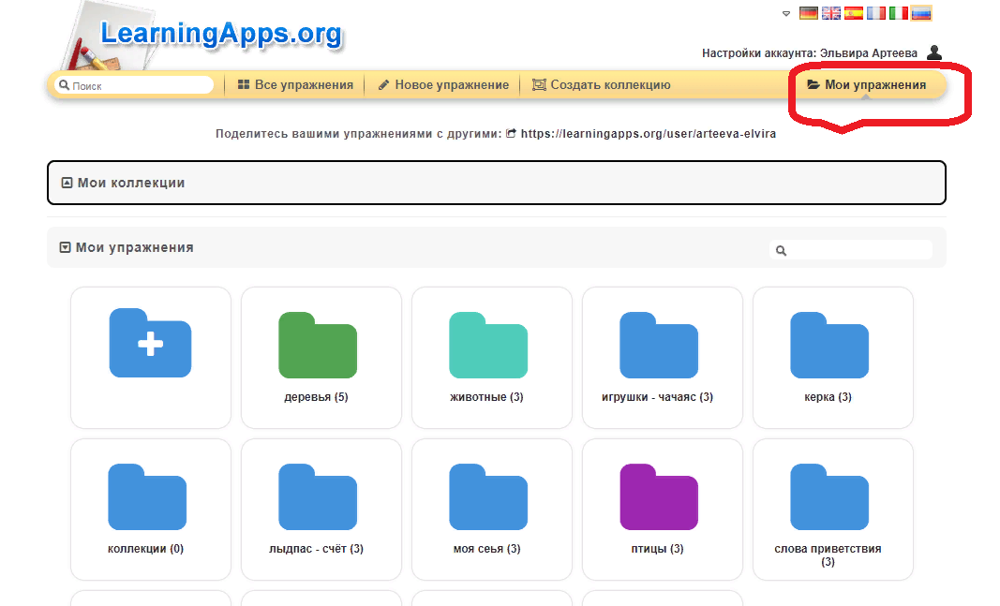 LearningApps.org
Настройки аккаунта: Эльвира Артеева
Поиск
Все упражнения
Новое упражнение
Создать коллекцию
Мои упражнения
Поделитесь вашими упражнениями с другими: https://learningapps.org/user/arteeva-elvira
Мои коллекции
Мои упражнения
деревья (5)
животные (3)
игрушки - чачаяс (3)
керка (3)
коллекции (0)
лыдпас - счёт (3)
моя сеья (3)
птицы (3)
слова приветствия
(3)